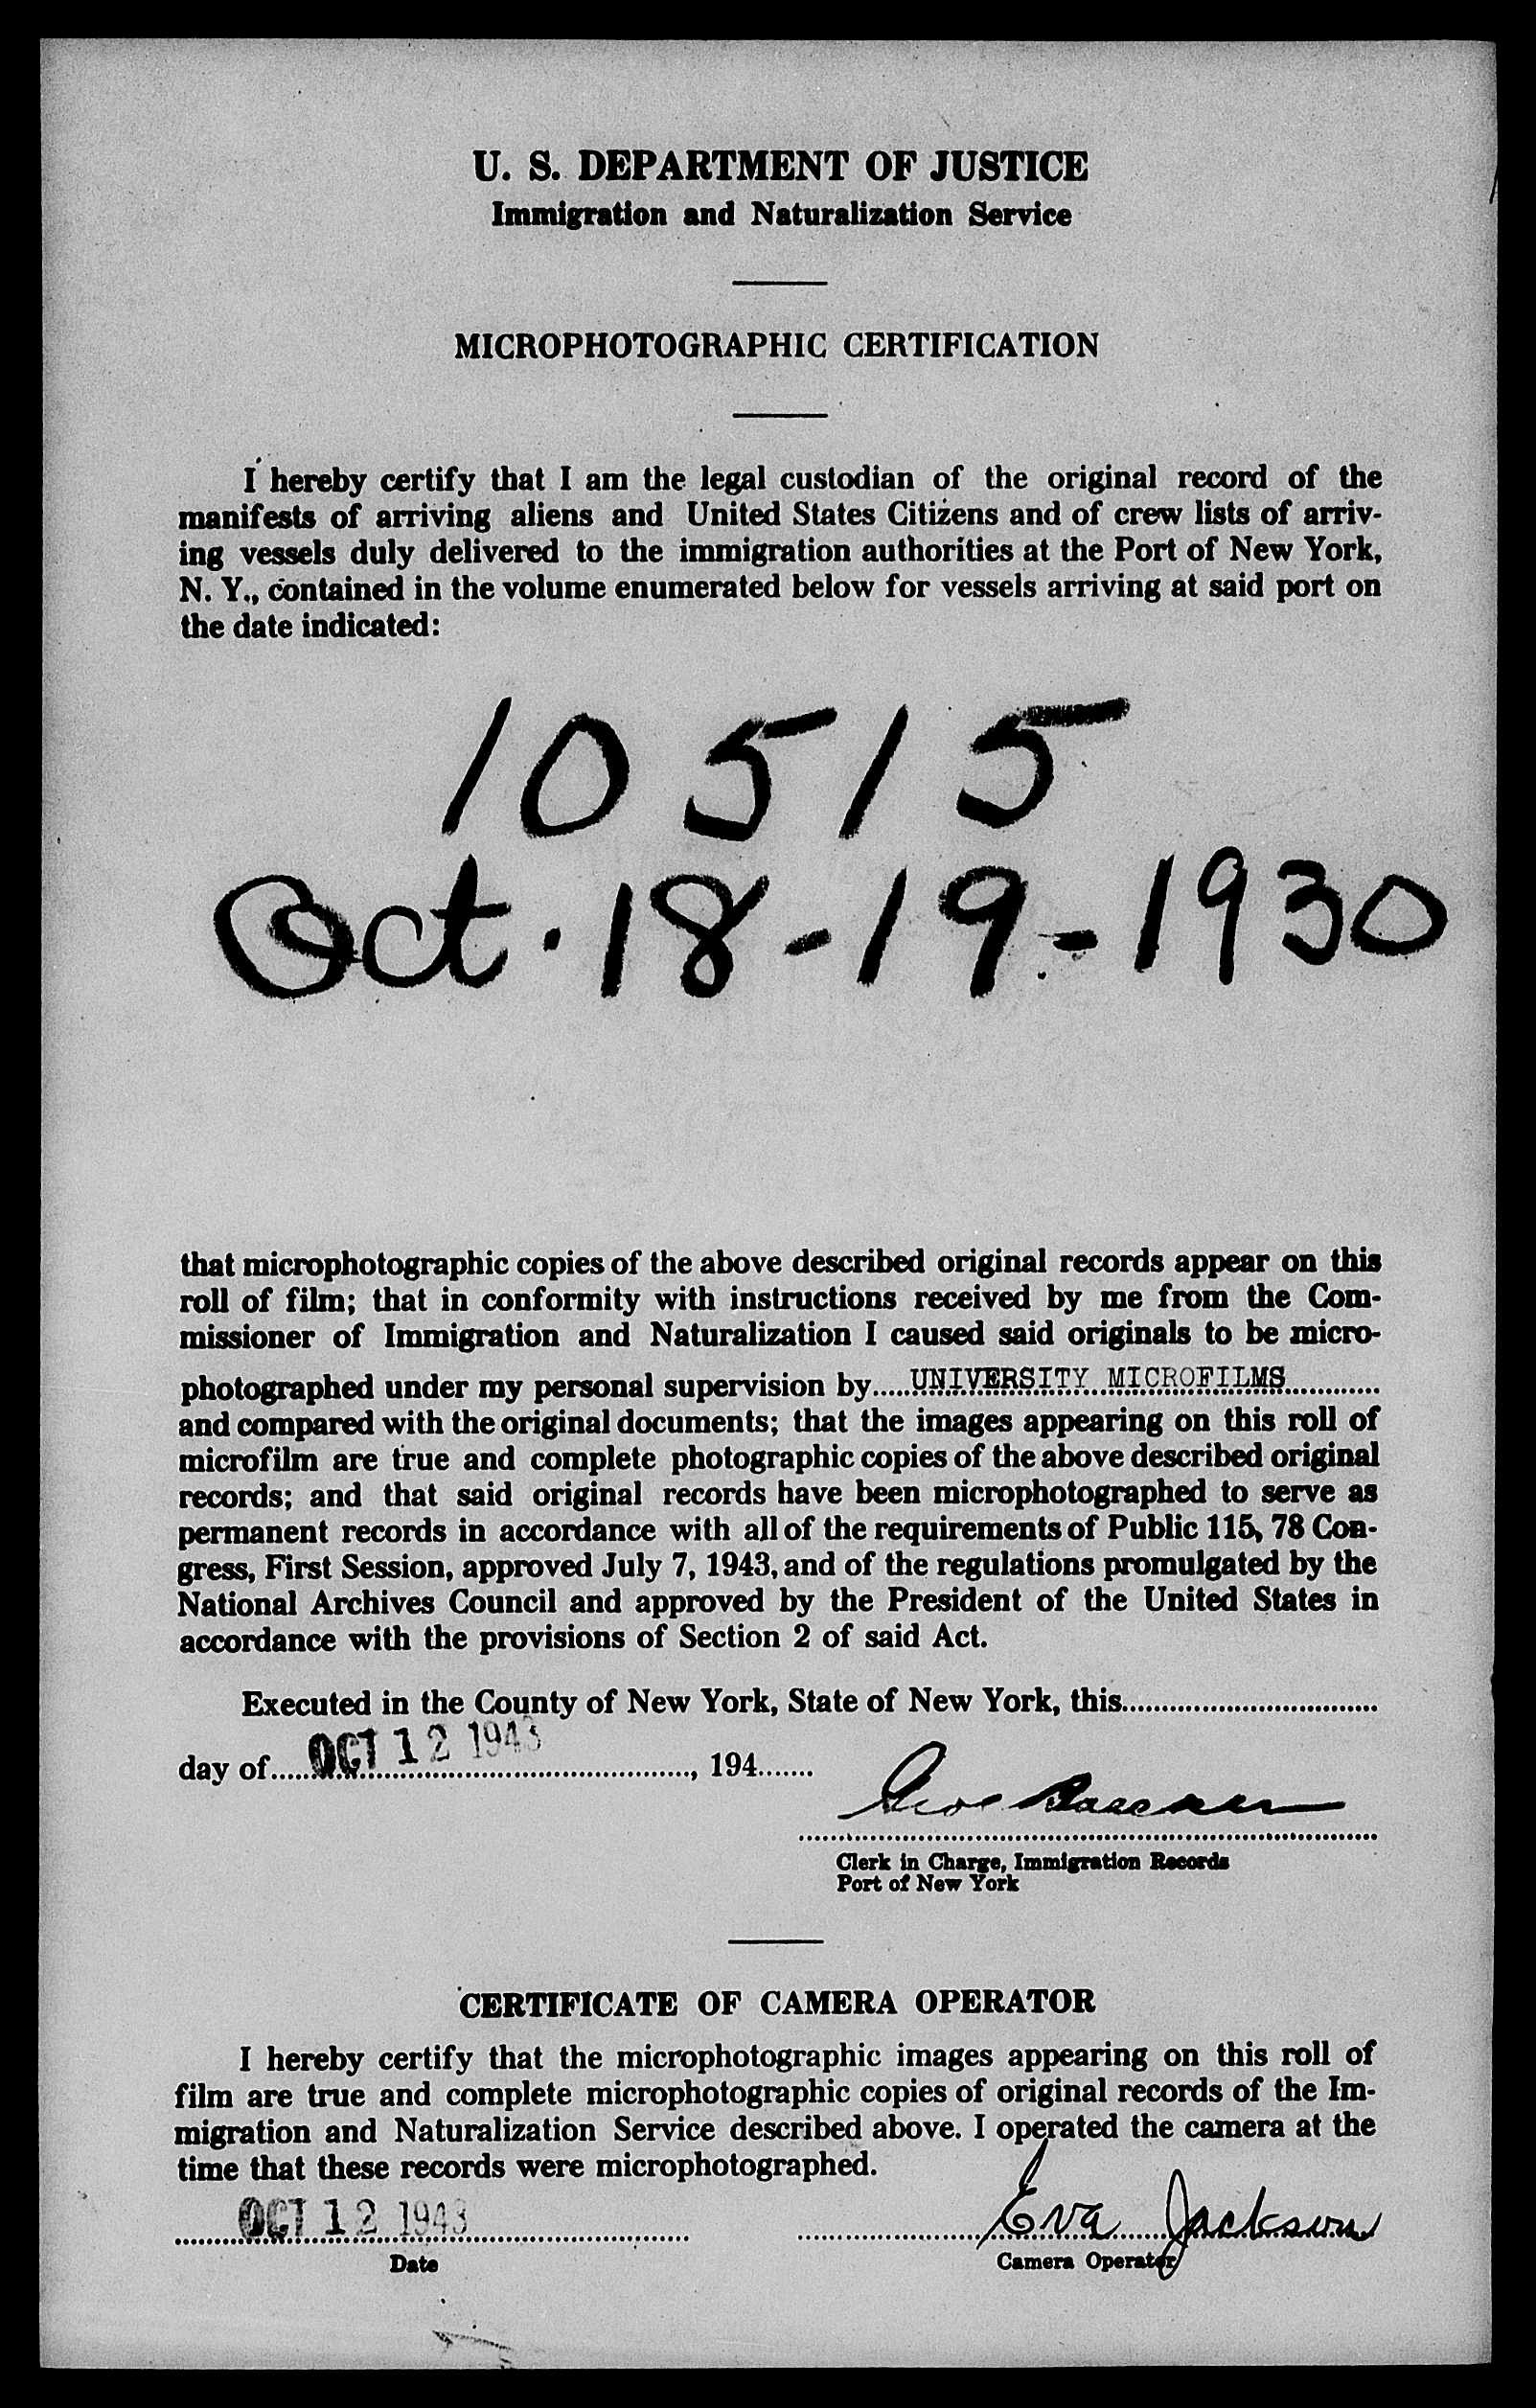 U. S. DEPARTMENT OF JUSTICE
Immigration and Naturalization Service
MICROPHOTOGRAPHIC CERTIFICATION
I hereby certify that I am the legal custodian of the original record of the
manifests of arriving aliens and United States Citizens and of crew lists of arriv-
ing vessels duly delivered to the immigration authorities at the Port of New York,
N. Y., contained in the volume enumerated below for vessels arriving at said port on
the date indicated:
10515
Oct. 18-19-1930
that microphotographic copies of the above described original records appear on this
roll of film; that in conformity with instructions received by me from the Com-
missioner of Immigration and Naturalization I caused said originals to be micro-
photographed under my personal supervision by.....UNIVERSITY MICROFILMS............
and compared with the original documents; that the images appearing on this roll of
microfilm are true and complete photographic copies of the above described original
records; and that said original records have been microphotographed to serve as
permanent records in accordance with all of the requirements of Public 115, 78 Con-
gress, First Session, approved July 7, 1943, and of the regulations promulgated by the
National Archives Council and approved by the President of the United States in
accordance with the provisions of Section 2 of said Act.
Executed in the County of New York, State of New York, this................................
day of.....OCT 12 1943..........................................., 194.......
Clerk in Charge, Immigration Records
Port of New York
CERTIFICATE OF CAMERA OPERATOR
I hereby certify that the microphotographic images appearing on this roll of
film are true and complete microphotographic copies of original records of the Im-
migration and Naturalization Service described above. I operated the camera at the
time that these records were microphotographed.
OCT 12 1943 Eva Jackson
Date Camera Operator